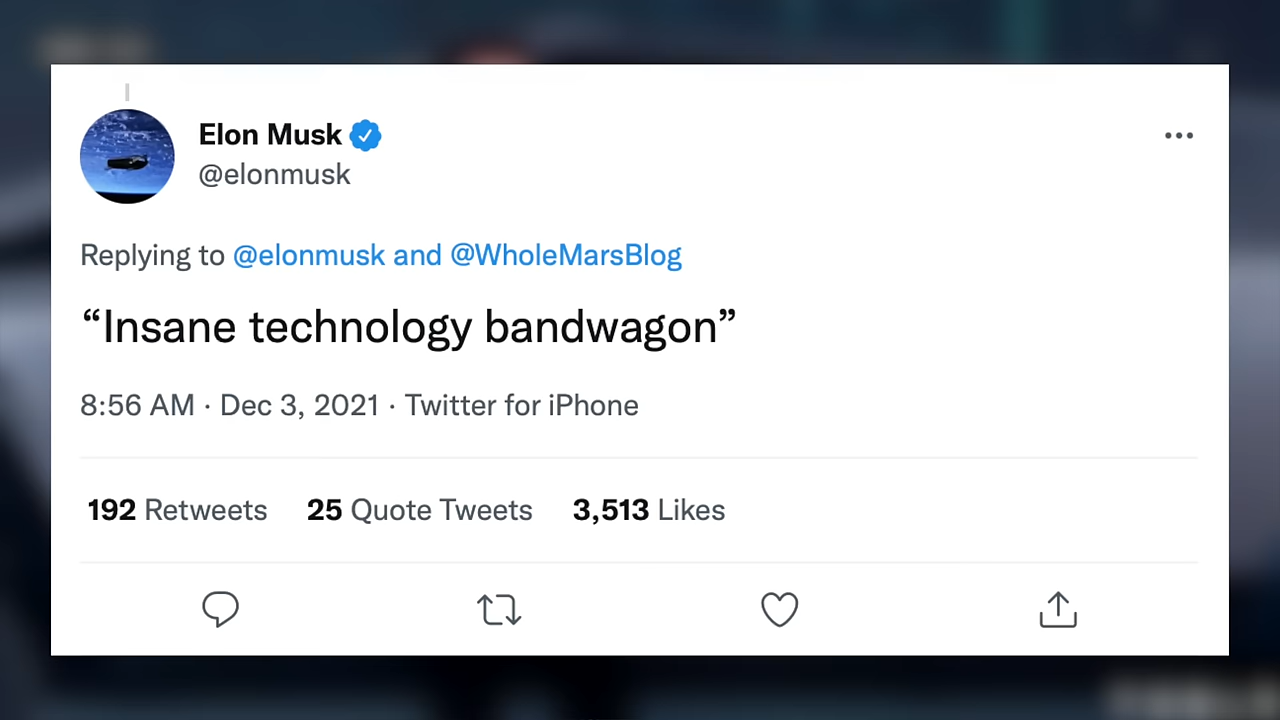 Elon Musk
@elonmusk
Replying to @elonmusk and @WholeMarsBlog
“Insane technology bandwagon”
8:56 AM · Dec 3, 2021 · Twitter for iPhone
192 Retweets 25 Quote Tweets 3,513 Likes